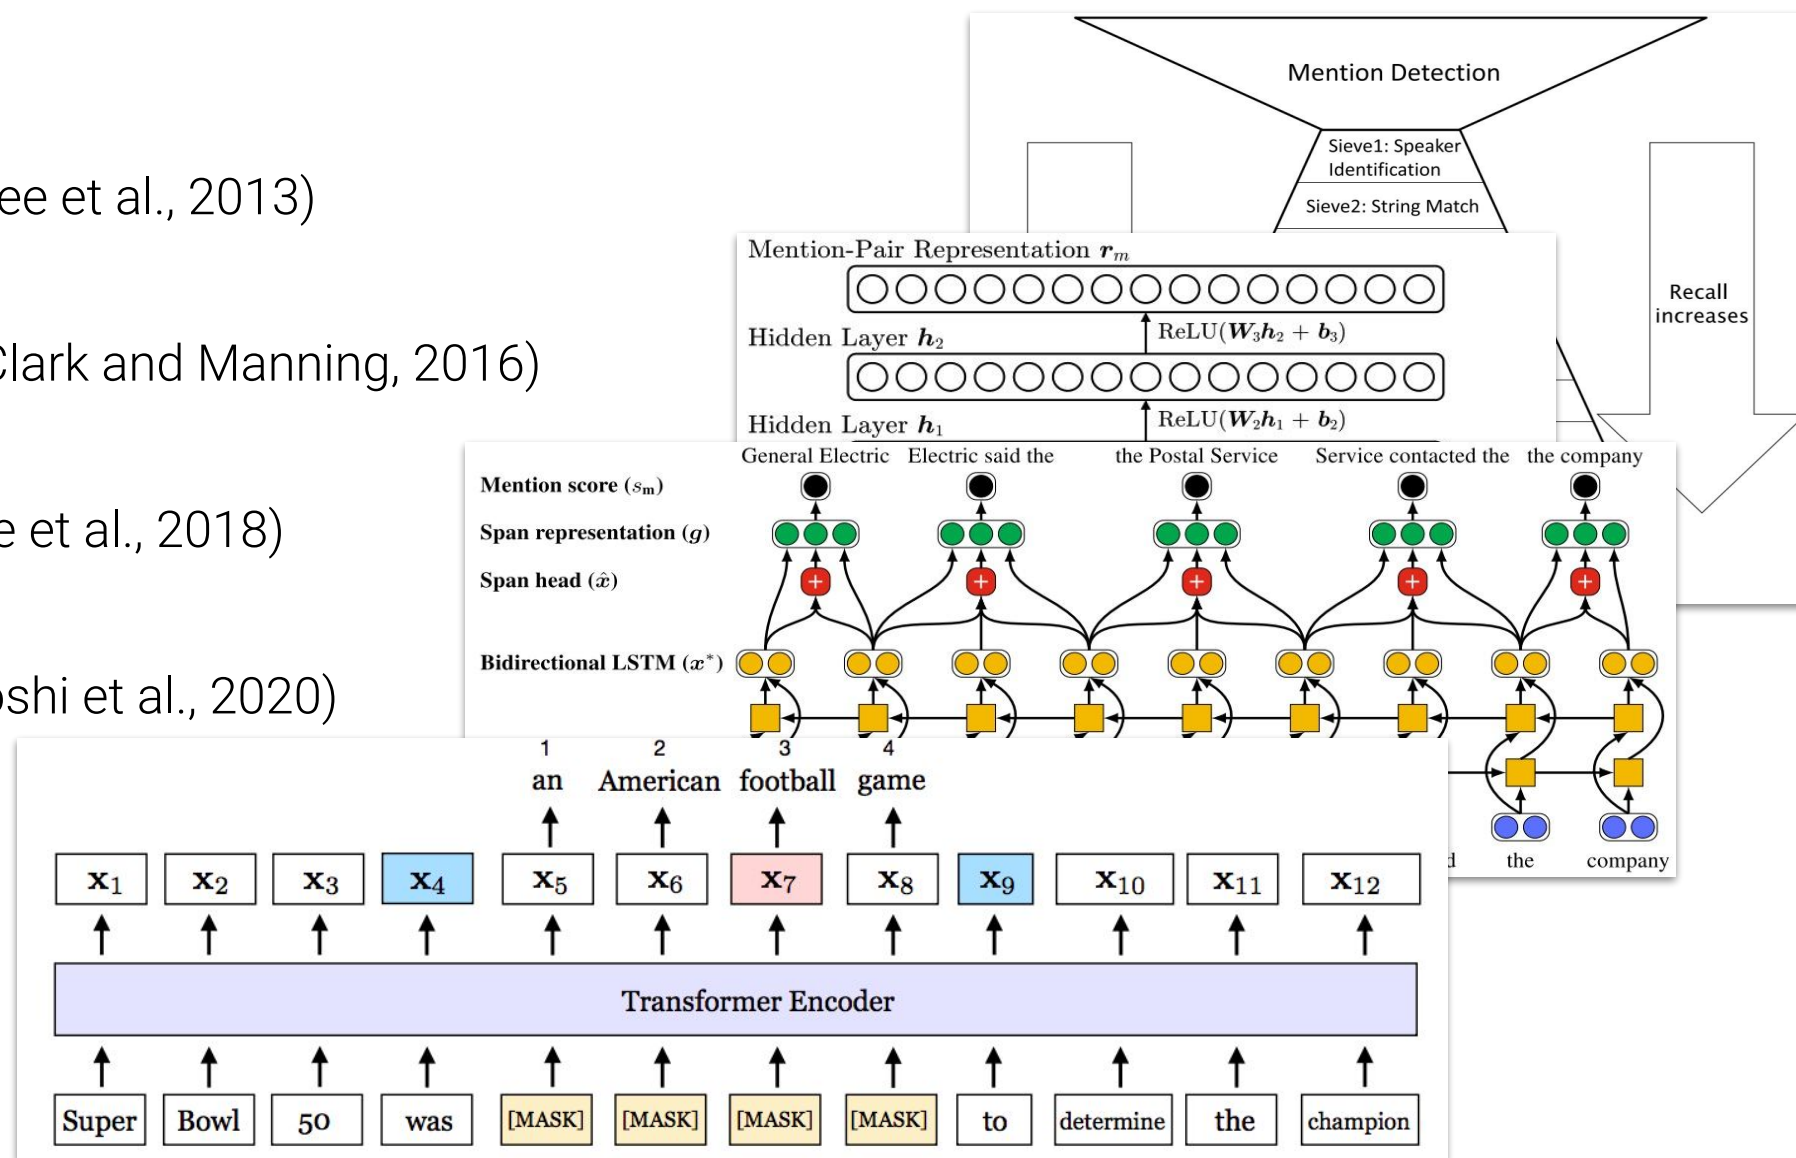 ee et al., 2013)
Clark and Manning, 2016)
e et al., 2018)
oshi et al., 2020)
Mention Detection
Sieve1: Speaker
Identification
Sieve2: String Match
Recall
increases
Mention-Pair Representation r_m
Hidden Layer h_2
ReLU(W_3h_2 + b_3)
Hidden Layer h_1
ReLU(W_2h_1 + b_2)
General Electric Electric said the the Postal Service Service contacted the the company
Mention score (s_m)
Span representation (g)
Span head (x̂)
+ + + + +
Bidirectional LSTM (x*)
d the company
1 2 3 4
an American football game
x_1 x_2 x_3 x_4 x_5 x_6 x_7 x_8 x_9 x_10 x_11 x_12
Transformer Encoder
Super Bowl 50 was [MASK] [MASK] [MASK] [MASK] to determine the champion